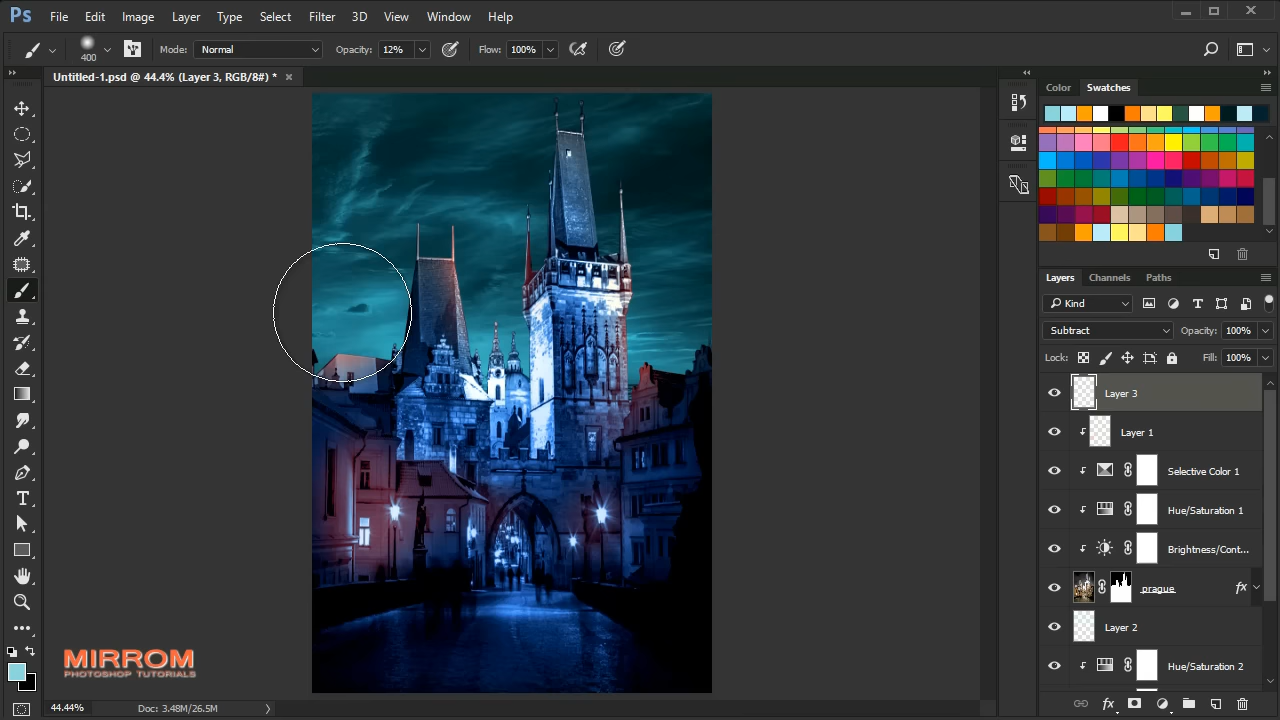 Ps File Edit Image Layer Type Select Filter 3D View Window Help
400 Mode: Normal Opacity: 12% Flow: 100%
Untitled-1.psd @ 44.4% (Layer 3, RGB/8#) * ×
Color Swatches
Layers Channels Paths
Kind
Subtract Opacity: 100%
Lock: Fill: 100%
Layer 3
Layer 1
Selective Color 1
Hue/Saturation 1
Brightness/Cont...
prague fx
Layer 2
Hue/Saturation 2
MIRROM
PHOTOSHOP TUTORIALS
44.44% Doc: 3.48M/26.5M
fx